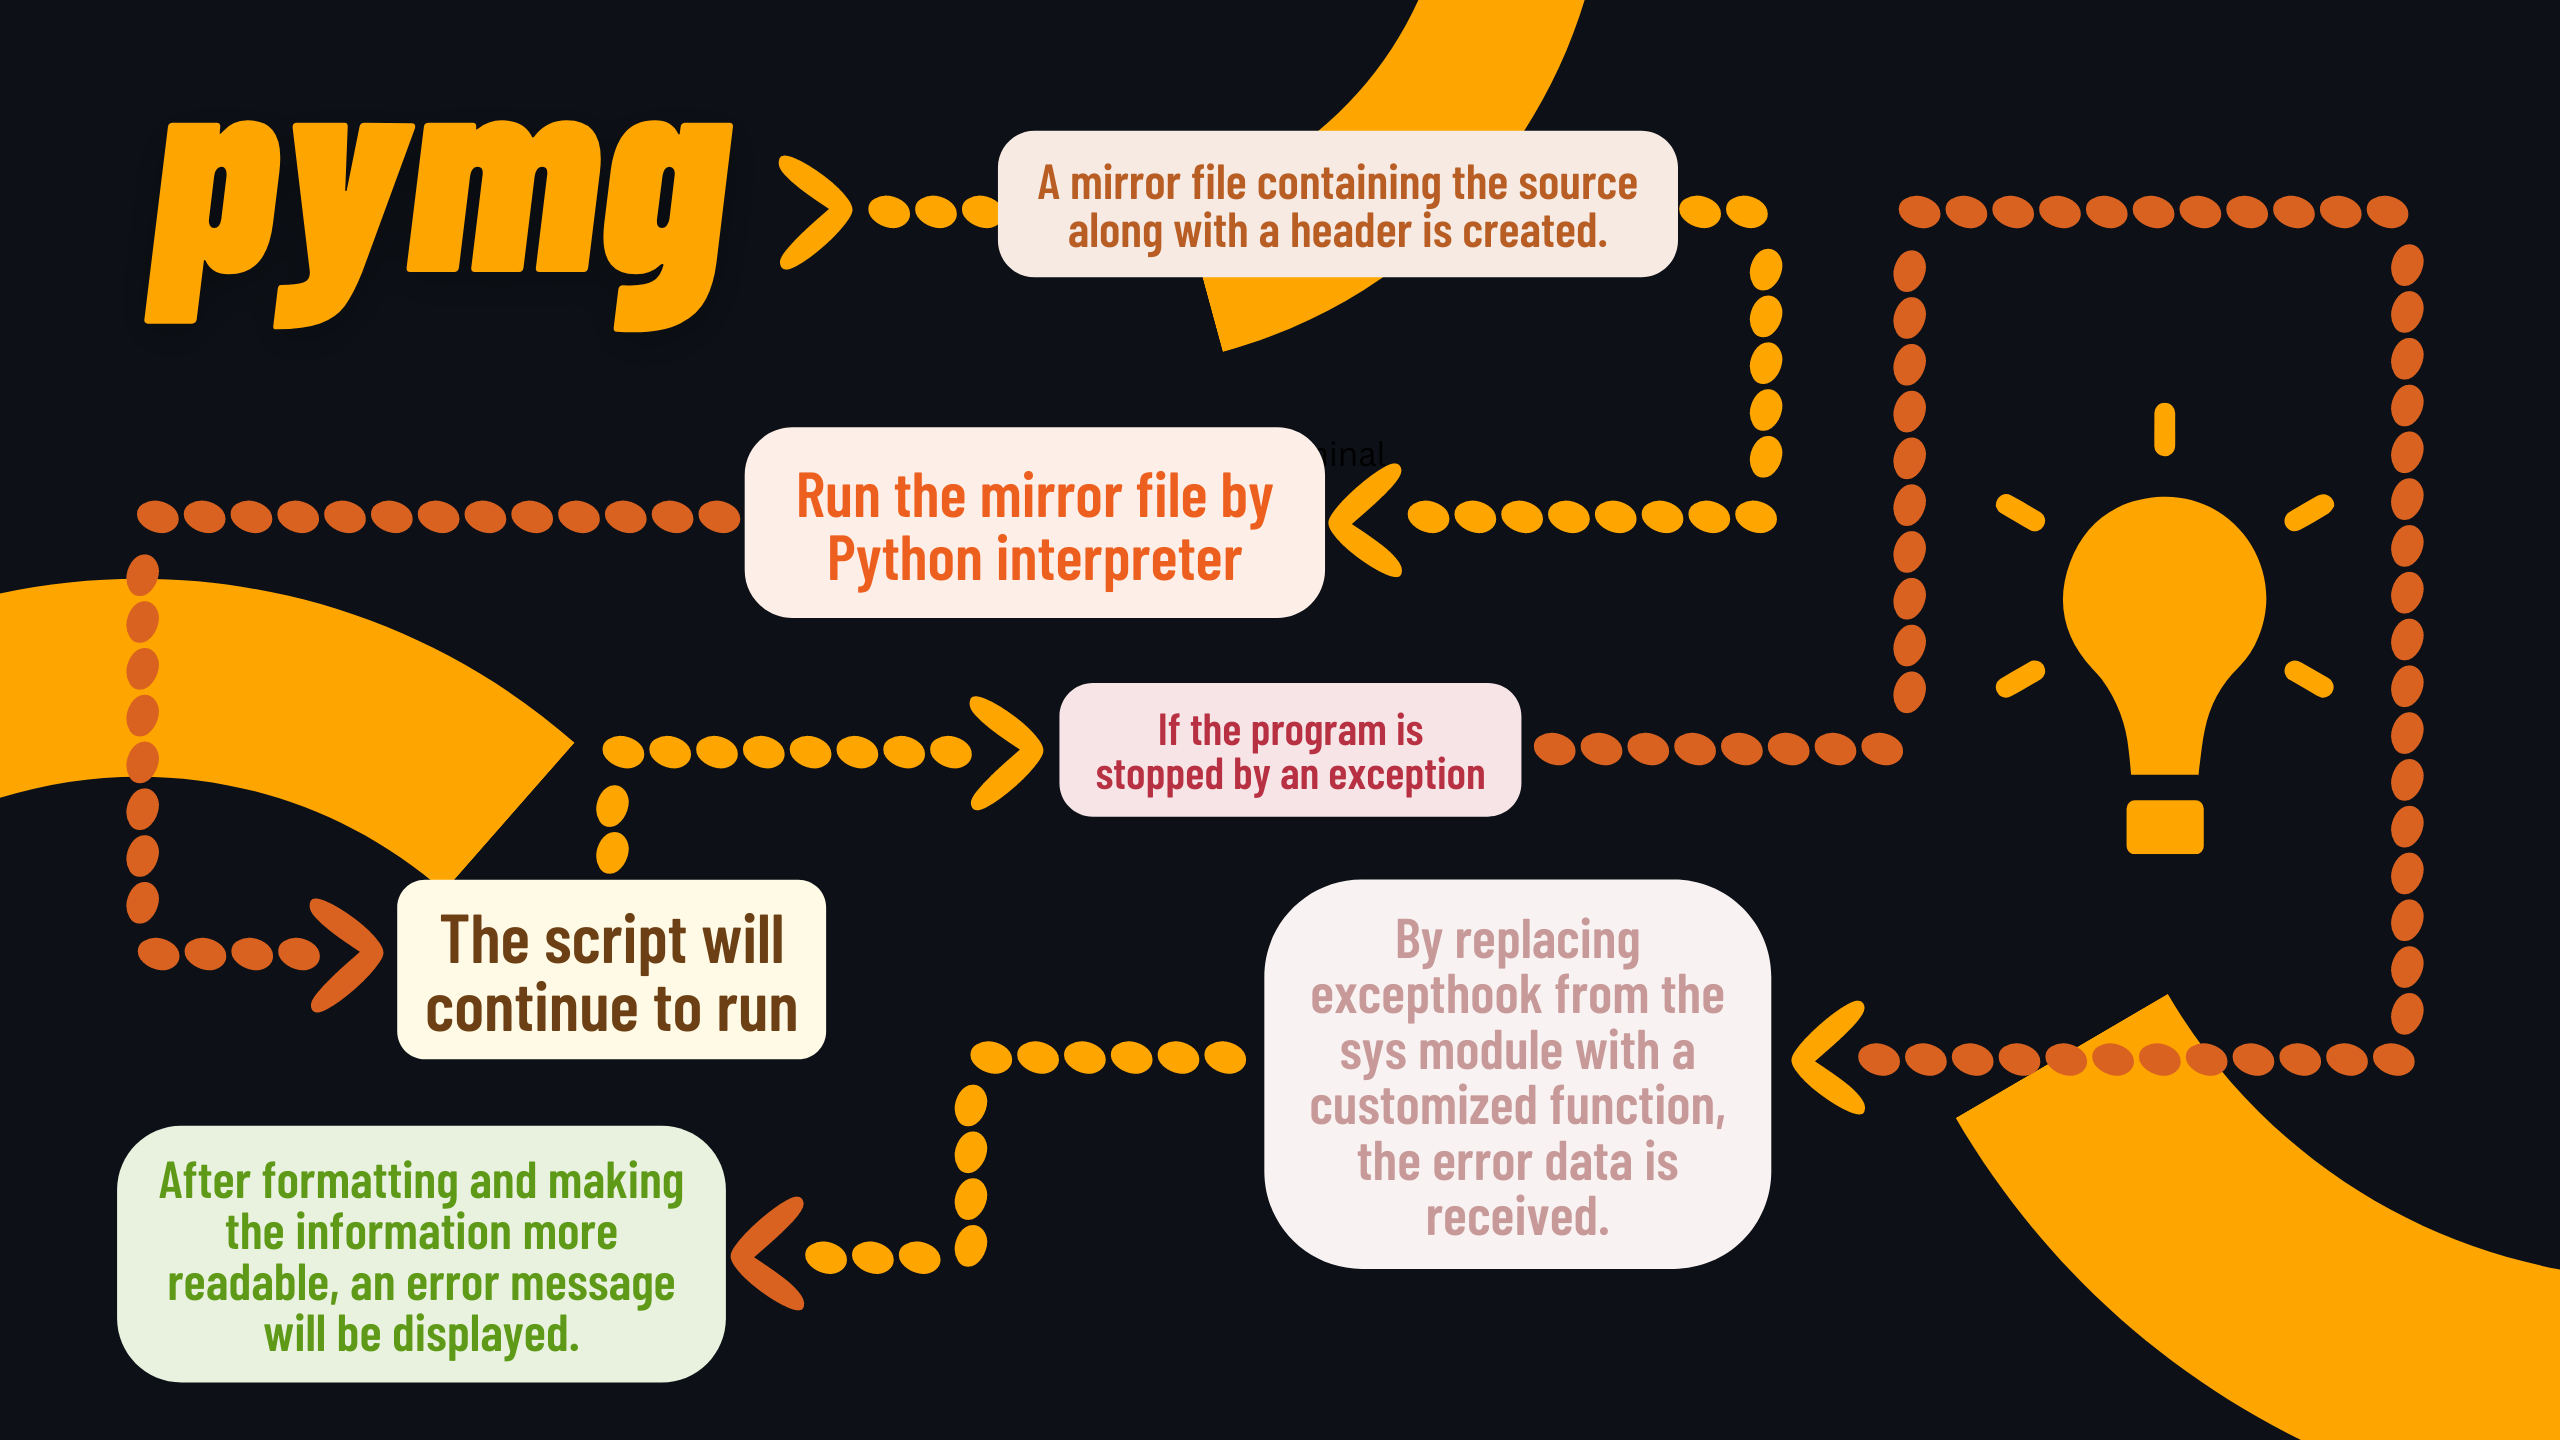 pymg
A mirror file containing the source
along with a header is created.
inal
Run the mirror file by
Python interpreter
If the program is
stopped by an exception
The script will
continue to run
By replacing
excepthook from the
sys module with a
customized function,
the error data is
received.
After formatting and making
the information more
readable, an error message
will be displayed.